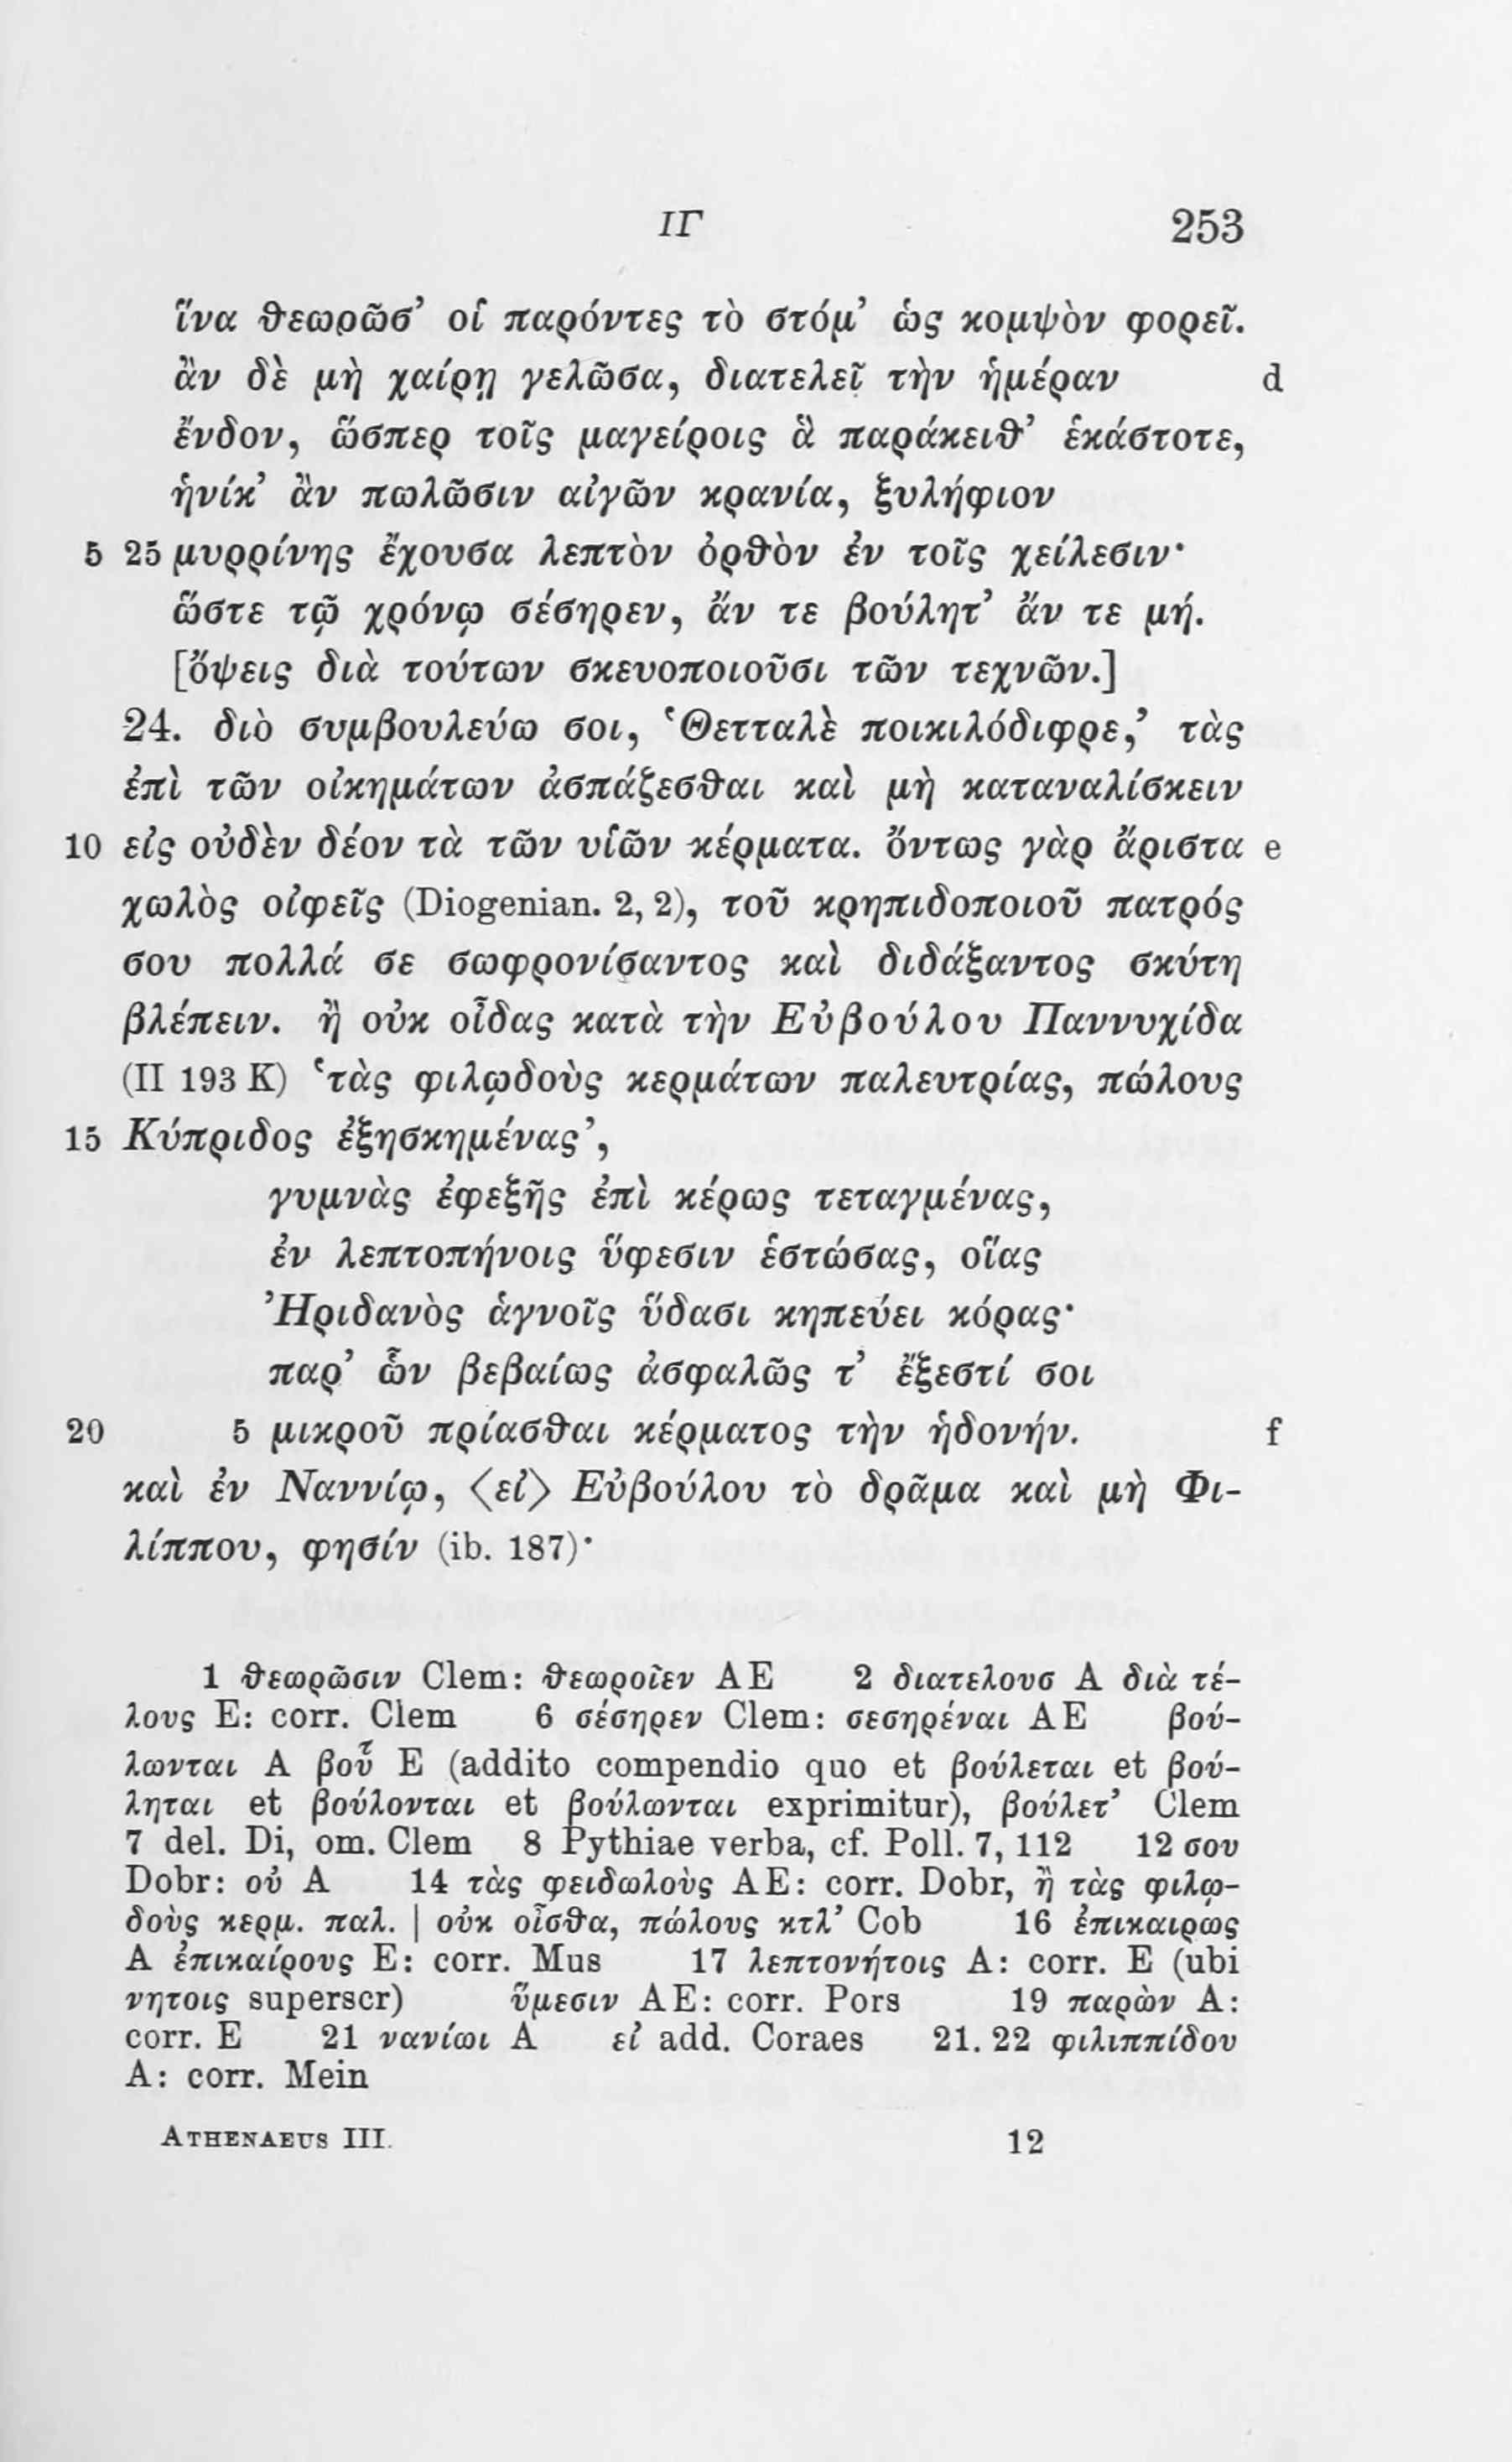 ΙΓ 253
ἵνα θεωρῶσ’ οἱ παρόντες τὸ στόμ’ ὡς κομψὸν φορεῖ.
ἂν δὲ μὴ χαίρῃ γελῶσα, διατελεῖ τὴν ἡμέραν d
ἔνδον, ὥσπερ τοῖς μαγείροις ἃ παράκειθ’ ἑκάστοτε,
ἡνίκ’ ἂν πωλῶσιν αἰγῶν κρανία, ξυλήφιον
5 25 μυρρίνης ἔχουσα λεπτὸν ὀρθὸν ἐν τοῖς χείλεσιν·
ὥστε τῷ χρόνῳ σέσηρεν, ἄν τε βούλητ’ ἄν τε μή.
[ὄψεις διὰ τούτων σκευοποιοῦσι τῶν τεχνῶν.]
24. διὸ συμβουλεύω σοι, ‘Θετταλὲ ποικιλόδιφρε,’ τὰς
ἐπὶ τῶν οἰκημάτων ἀσπάζεσθαι καὶ μὴ καταναλίσκειν
10 εἰς οὐδὲν δέον τὰ τῶν υἱῶν κέρματα. ὄντως γὰρ ἄριστα e
χωλὸς οἰφεῖς (Diogenian. 2, 2), τοῦ κρηπιδοποιοῦ πατρός
σου πολλά σε σωφρονίσαντος καὶ διδάξαντος σκύτη
βλέπειν. ἢ οὐκ οἶδας κατὰ τὴν Εὐβούλου Παννυχίδα
(II 193 K) ‘τὰς φιλῳδοὺς κερμάτων παλευτρίας, πώλους
15 Κύπριδος ἐξησκημένας’,
γυμνὰς ἐφεξῆς ἐπὶ κέρως τεταγμένας,
ἐν λεπτοπήνοις ὕφεσιν ἑστώσας, οἵας
Ἠριδανὸς ἁγνοῖς ὕδασι κηπεύει κόρας·
παρ’ ὧν βεβαίως ἀσφαλῶς τ’ ἔξεστί σοι
20 5 μικροῦ πρίασθαι κέρματος τὴν ἡδονήν. f
καὶ ἐν Ναννίῳ, ⟨εἰ⟩ Εὐβούλου τὸ δρᾶμα καὶ μὴ Φι-
λίππου, φησίν (ib. 187)·
1 θεωρῶσιν Clem: θεωροῖεν AE 2 διατελουσ A διὰ τέ-
λους E: corr. Clem 6 σέσηρεν Clem: σεσηρέναι AE βού-
λωνται A βοῦτ E (addito compendio quo et βούλεται et βού-
ληται et βούλονται et βούλωνται exprimitur), βούλετ’ Clem
7 del. Di, om. Clem 8 Pythiae verba, cf. Poll. 7, 112 12 σου
Dobr: οὐ A 14 τὰς φειδωλοὺς AE: corr. Dobr, ἢ τὰς φιλῳ-
δοὺς κερμ. παλ. | οὐκ οἶσθα, πώλους κτλ’ Cob 16 ἐπικαιρως
A ἐπικαίρους E: corr. Mus 17 λεπτονήτοις A: corr. E (ubi
νητοις superscr) ὕμεσιν AE: corr. Pors 19 παρὼν A:
corr. E 21 νανίωι A εἰ add. Coraes 21. 22 φιλιππίδου
A: corr. Mein
ATHENAEUS III. 12